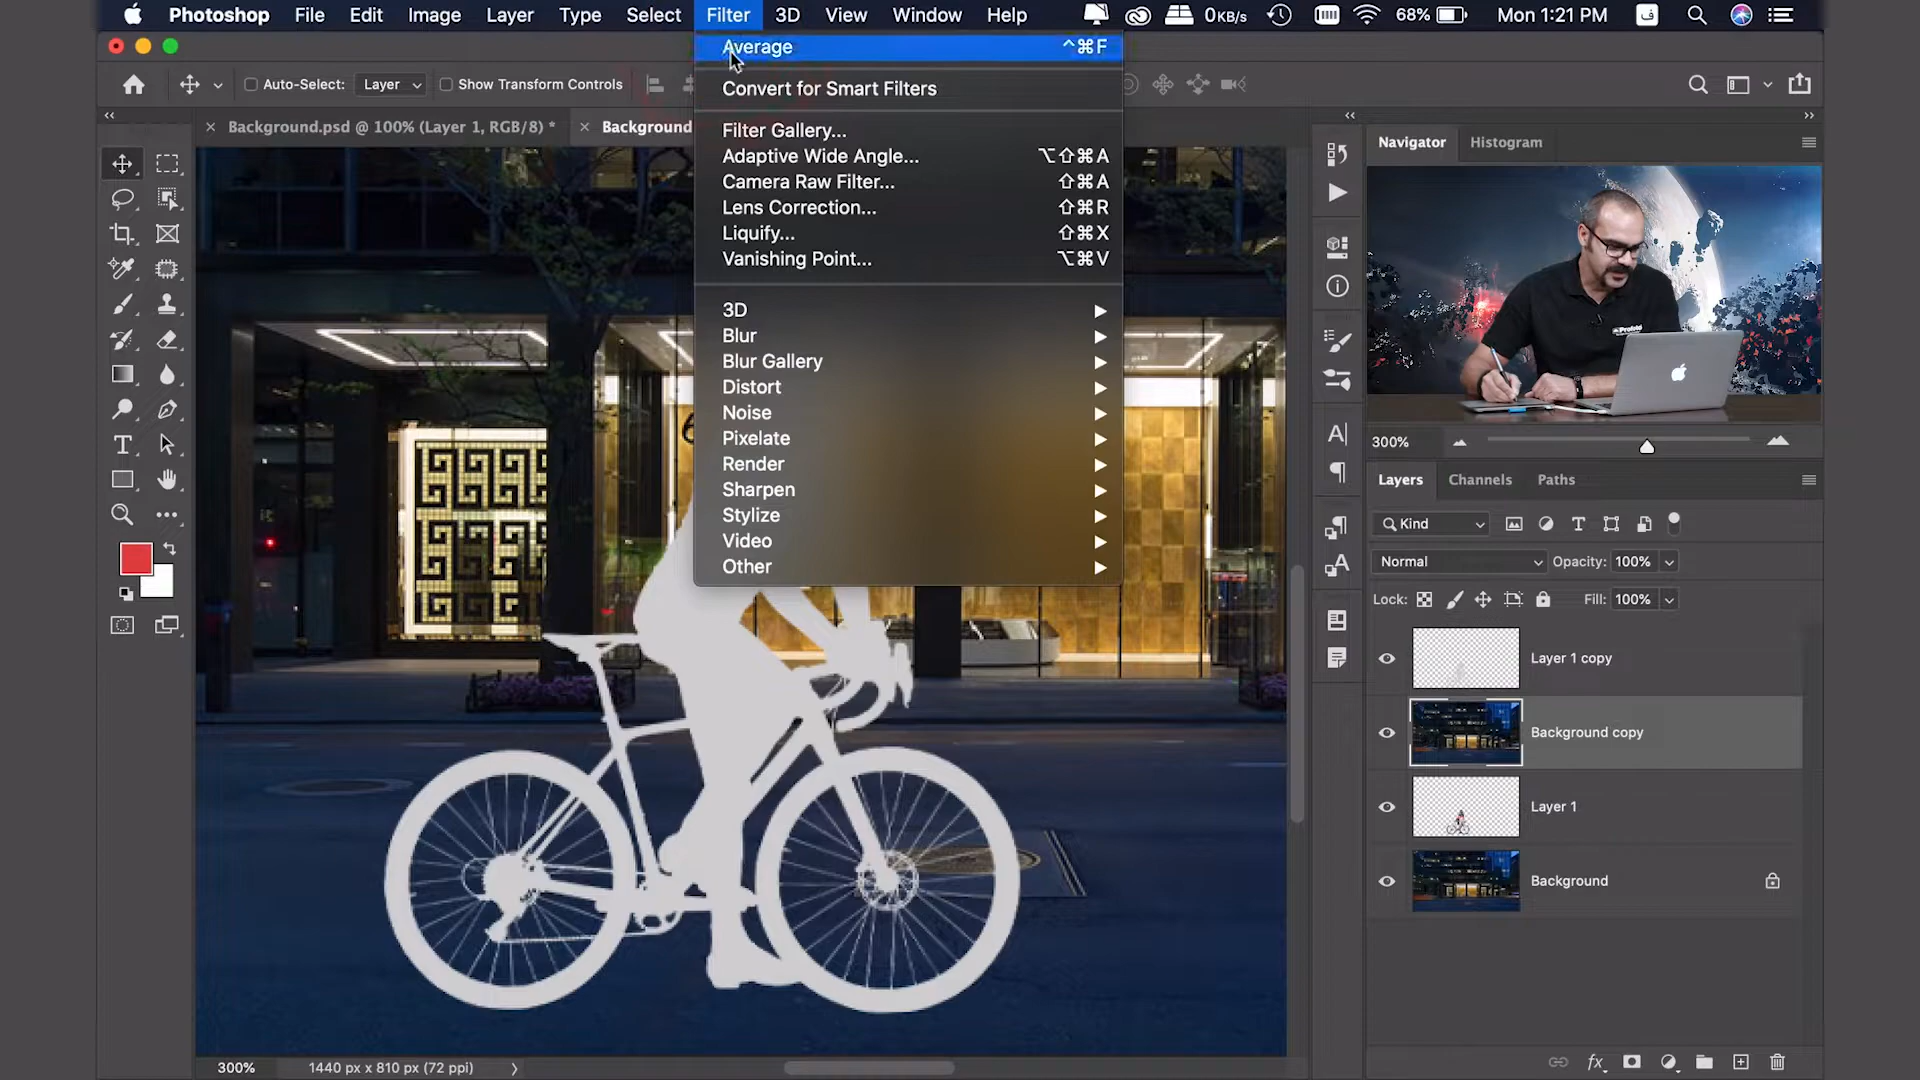 Photoshop File Edit Image Layer Type Select Filter 3D View Window Help 0KB/s 68% Mon 1:21 PM ف
Average ^⌘F
Auto-Select: Layer Show Transform Controls
Convert for Smart Filters
Background.psd @ 100% (Layer 1, RGB/8) *
Background
Filter Gallery...
Adaptive Wide Angle... ⌥⇧⌘A
Camera Raw Filter... ⇧⌘A
Lens Correction... ⇧⌘R
Liquify... ⇧⌘X
Vanishing Point... ⌥⌘V
3D
Blur
Blur Gallery
Distort
Noise
Pixelate
Render
Sharpen
Stylize
Video
Other
Navigator Histogram
Profoto
300%
Layers Channels Paths
Kind
Normal Opacity: 100%
Lock: Fill: 100%
Layer 1 copy
Background copy
Layer 1
Background
300% 1440 px x 810 px (72 ppi)